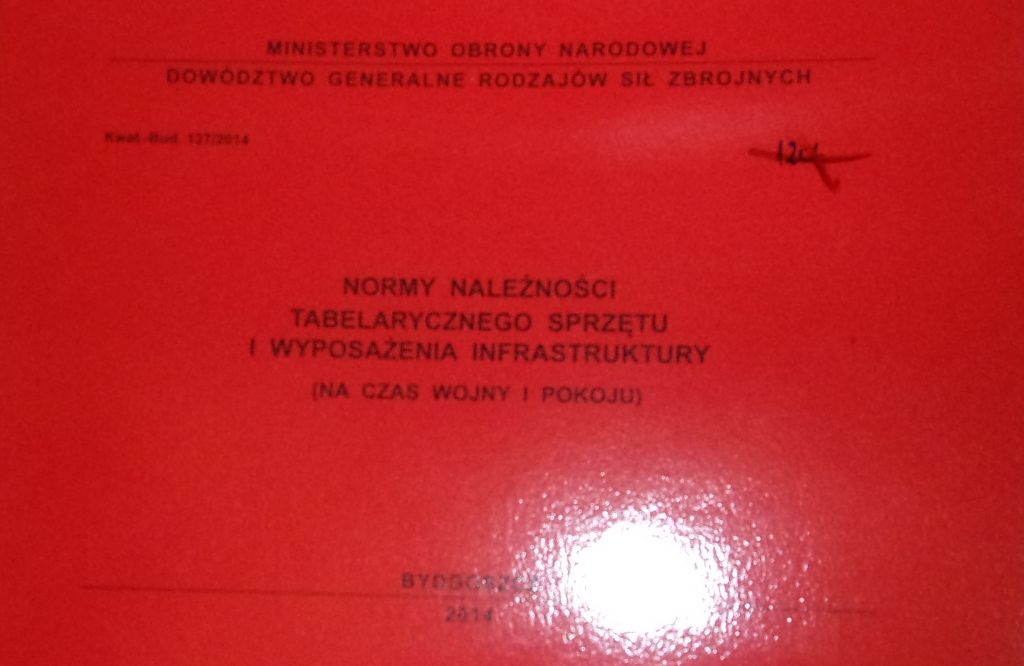 MINISTERSTWO OBRONY NARODOWEJ
DOWÓDZTWO GENERALNE RODZAJÓW SIŁ ZBROJNYCH
Kwat.-Bud. 137/2014
NORMY NALEŻNOŚCI
TABELARYCZNEGO SPRZĘTU
I WYPOSAŻENIA INFRASTRUKTURY
(NA CZAS WOJNY I POKOJU)
BYDGOSZCZ
2014